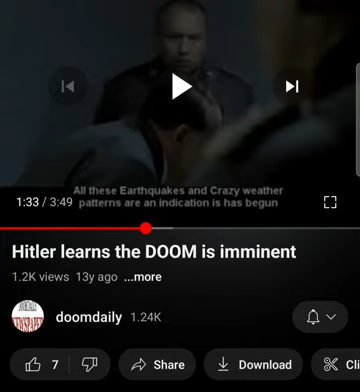 All these Earthquakes and Crazy weather
patterns are an indication is has begun
1:33 / 3:49
Hitler learns the DOOM is imminent
1.2K views 13y ago ...more
doomdaily 1.24K
7 Share Download Cli